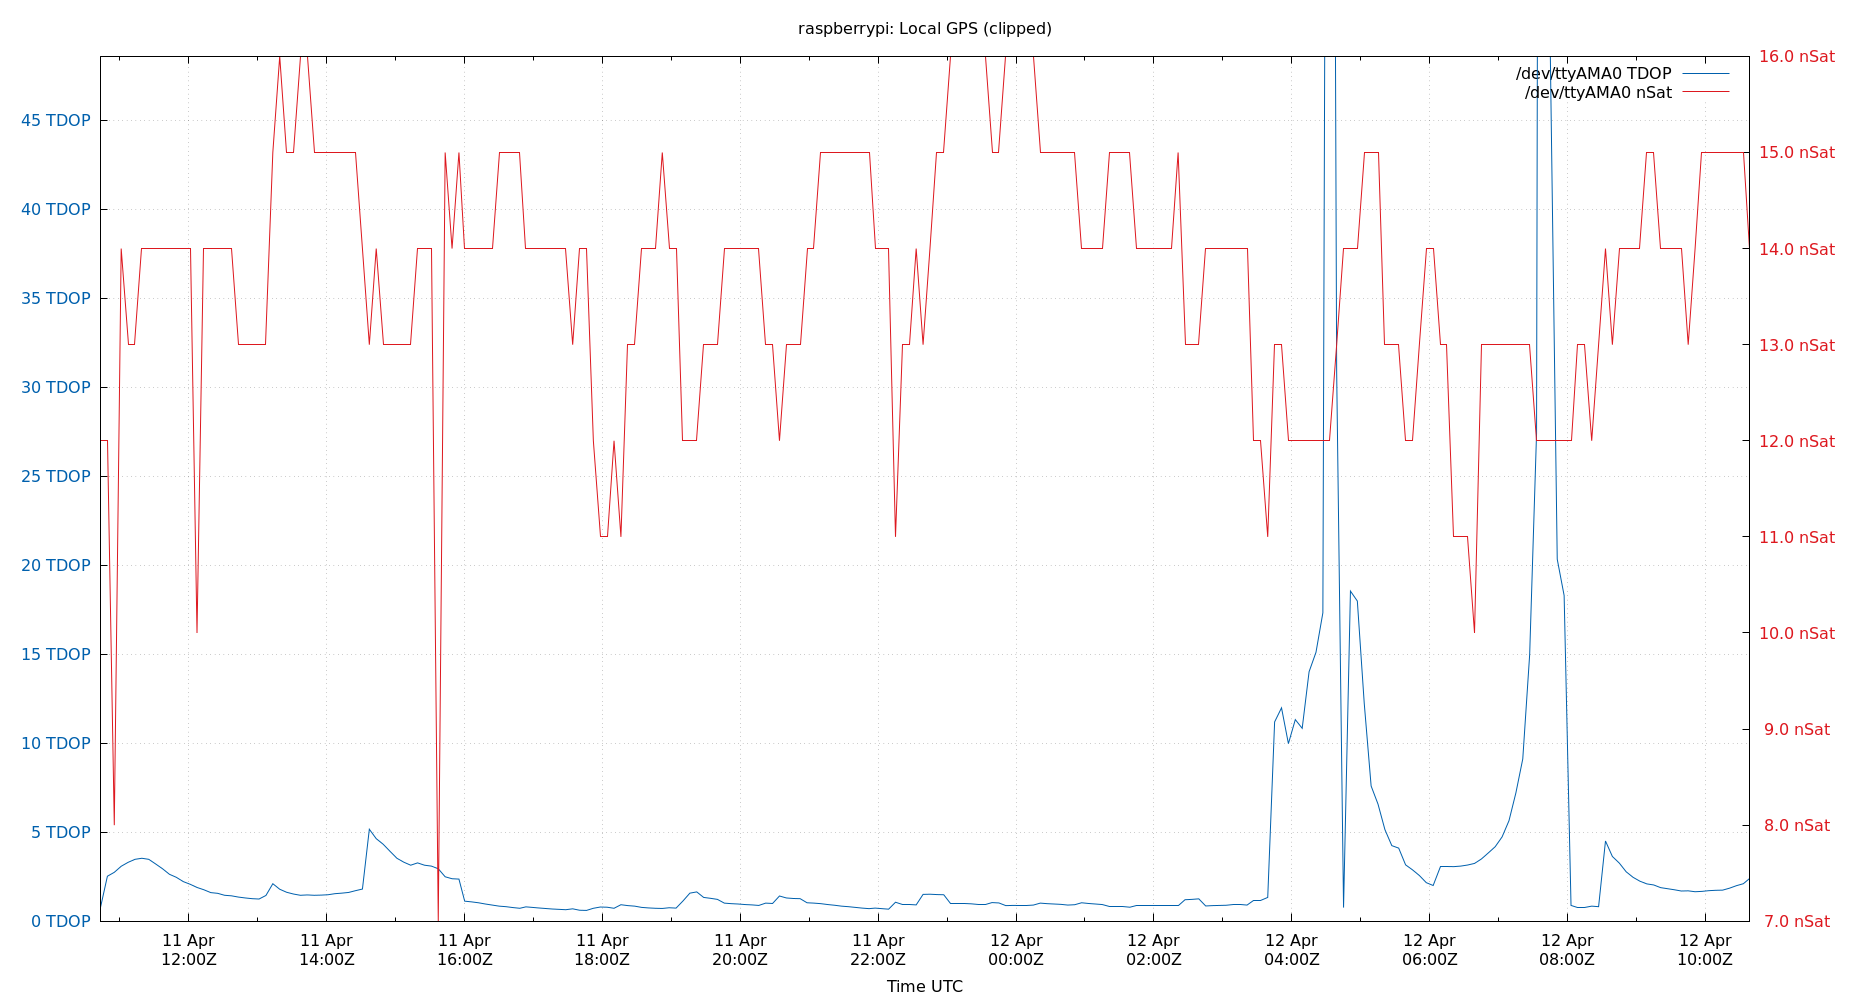 raspberrypi: Local GPS (clipped)
/dev/ttyAMA0 TDOP
/dev/ttyAMA0 nSat
45 TDOP
40 TDOP
35 TDOP
30 TDOP
25 TDOP
20 TDOP
15 TDOP
10 TDOP
5 TDOP
0 TDOP
16.0 nSat
15.0 nSat
14.0 nSat
13.0 nSat
12.0 nSat
11.0 nSat
10.0 nSat
9.0 nSat
8.0 nSat
7.0 nSat
11 Apr
12:00Z
11 Apr
14:00Z
11 Apr
16:00Z
11 Apr
18:00Z
11 Apr
20:00Z
11 Apr
22:00Z
12 Apr
00:00Z
12 Apr
02:00Z
12 Apr
04:00Z
12 Apr
06:00Z
12 Apr
08:00Z
12 Apr
10:00Z
Time UTC